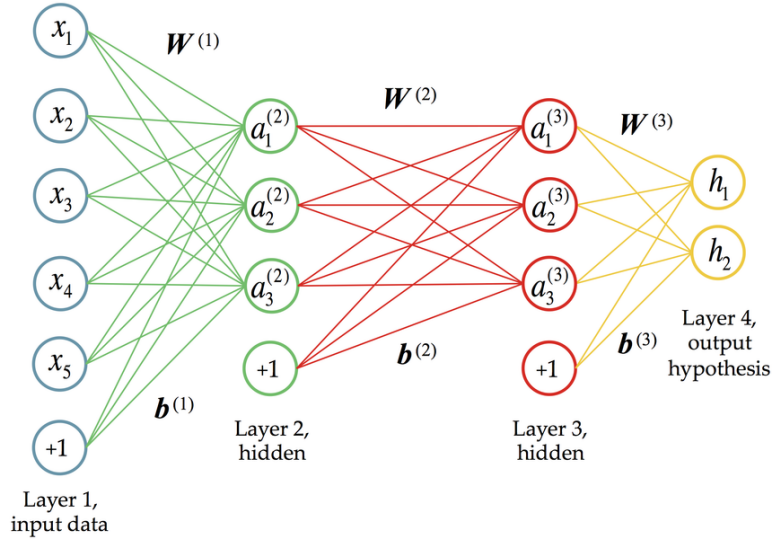 x₁
x₂
x₃
x₄
x₅
+1
Layer 1,
input data
W⁽¹⁾
b⁽¹⁾
a₁⁽²⁾
a₂⁽²⁾
a₃⁽²⁾
+1
Layer 2,
hidden
W⁽²⁾
b⁽²⁾
a₁⁽³⁾
a₂⁽³⁾
a₃⁽³⁾
+1
Layer 3,
hidden
W⁽³⁾
b⁽³⁾
h₁
h₂
Layer 4,
output
hypothesis